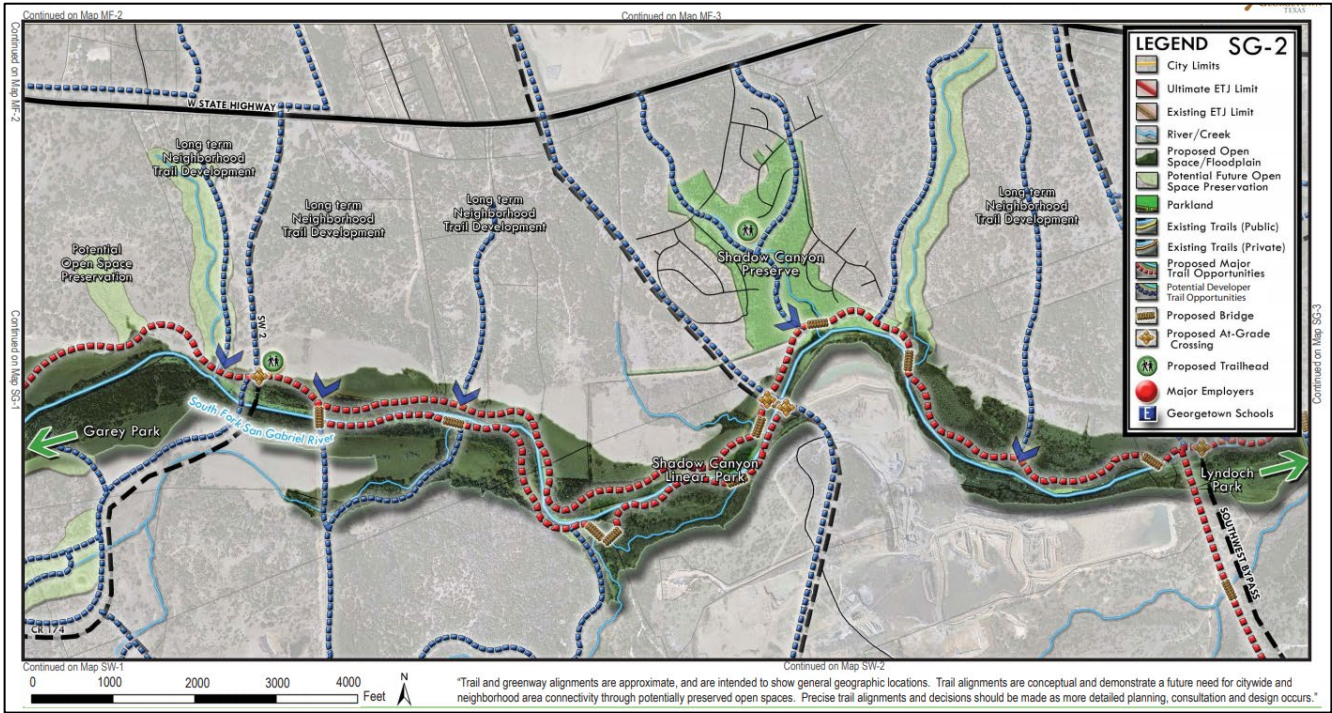 Continued on Map MF-2
Continued on Map MF-3
GEORGETOWN
TEXAS
Continued on Map MF-2
LEGEND SG-2
City Limits
Ultimate ETJ Limit
Existing ETJ Limit
River/Creek
Proposed Open
Space/Floodplain
Potential Future Open
Space Preservation
Parkland
Existing Trails (Public)
Existing Trails (Private)
Proposed Major
Trail Opportunities
Potential Developer
Trail Opportunities
Proposed Bridge
Proposed At-Grade
Crossing
Proposed Trailhead
Major Employers
E Georgetown Schools
W STATE HIGHWAY
Long term
Neighborhood
Trail Development
Long term
Neighborhood
Trail Development
Long term
Neighborhood
Trail Development
Long term
Neighborhood
Trail Development
Potential
Open Space
Preservation
Shadow Canyon
Preserve
SW 2
Continued on Map SG-1
Continued on Map SG-3
South Fork San Gabriel River
Garey Park
Shadow Canyon
Linear Park
Lyndoch
Park
SOUTHWEST BYPASS
CR 174
Continued on Map SW-1
Continued on Map SW-2
0 1000 2000 3000 4000
Feet
N
"Trail and greenway alignments are approximate, and are intended to show general geographic locations. Trail alignments are conceptual and demonstrate a future need for citywide and
neighborhood area connectivity through potentially preserved open spaces. Precise trail alignments and decisions should be made as more detailed planning, consultation and design occurs."